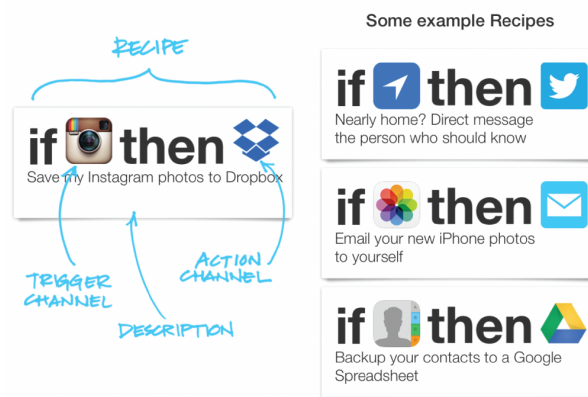 Some example Recipes
RECIPE
if then
Save my Instagram photos to Dropbox
TRIGGER
CHANNEL
ACTION
CHANNEL
DESCRIPTION
if then
Nearly home? Direct message
the person who should know
if then
Email your new iPhone photos
to yourself
if then
Backup your contacts to a Google
Spreadsheet